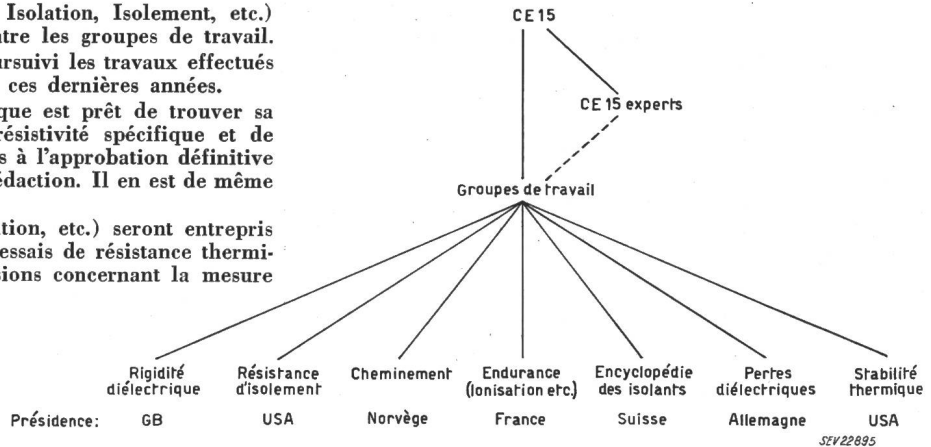 Isolation, Isolement, etc.)
ntre les groupes de travail.
ursuivi les travaux effectués
ces dernières années.
que est prêt de trouver sa
résistivité spécifique et de
s à l'approbation définitive
édaction. Il en est de même
tion, etc.) seront entrepris
essais de résistance thermi-
sions concernant la mesure
CE 15
CE 15 experts
Groupes de travail
Rigidité diélectrique
Résistance d'isolement
Cheminement
Endurance (Ionisation etc.)
Encyclopédie des isolants
Pertes diélectriques
Stabilité thermique
Présidence: GB USA Norvège France Suisse Allemagne USA
SEV22895